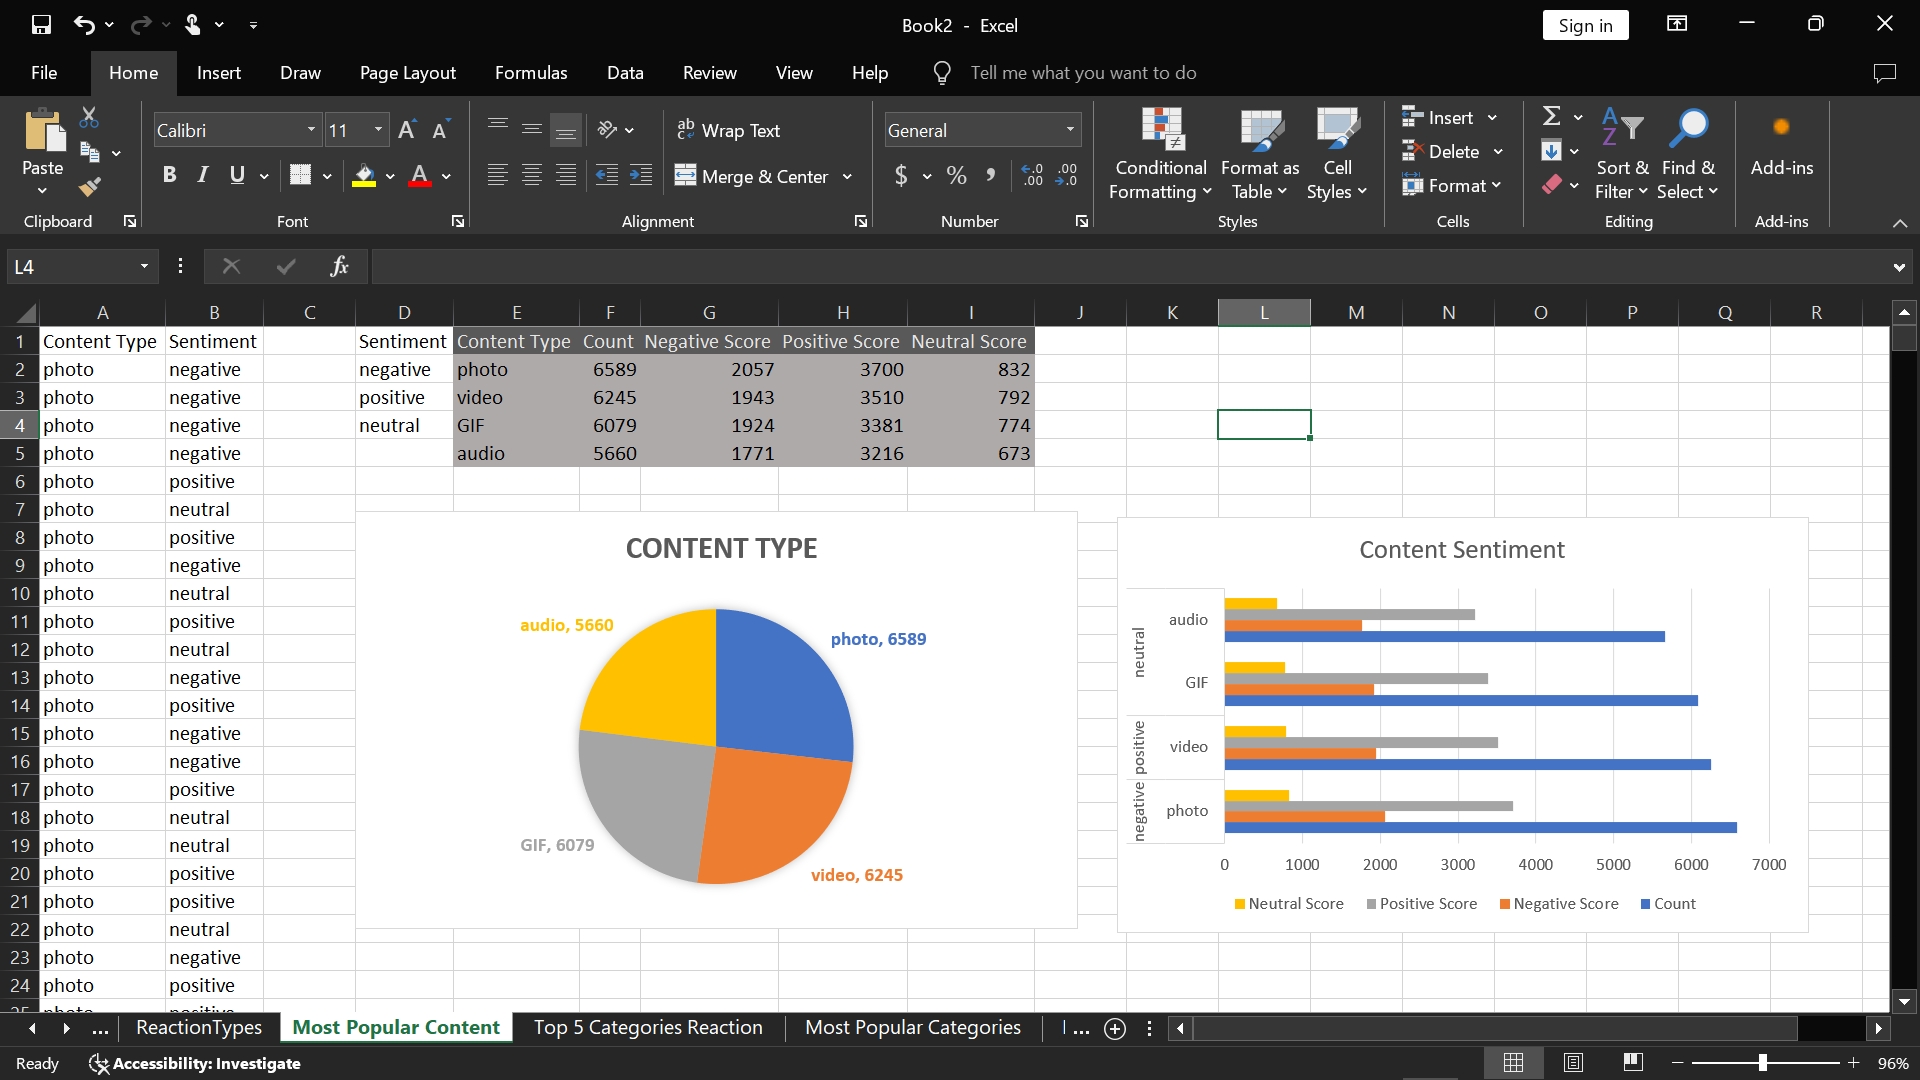 Book2 - Excel
Sign in
File Home Insert Draw Page Layout Formulas Data Review View Help Tell me what you want to do
Paste
Clipboard
Calibri 11
B I U
Font
Wrap Text
Merge & Center
Alignment
General
$ % ,
Number
Conditional Formatting
Format as Table
Cell Styles
Styles
Insert
Delete
Format
Cells
Sort & Filter
Find & Select
Editing
Add-ins
Add-ins
L4 fx
A B C D E F G H I J K L M N O P Q R
1 Content Type Sentiment Sentiment Content Type Count Negative Score Positive Score Neutral Score
2 photo negative negative photo 6589 2057 3700 832
3 photo negative positive video 6245 1943 3510 792
4 photo negative neutral GIF 6079 1924 3381 774
5 photo negative audio 5660 1771 3216 673
6 photo positive
7 photo neutral
8 photo positive
9 photo negative
10 photo neutral
11 photo positive
12 photo neutral
13 photo negative
14 photo positive
15 photo negative
16 photo negative
17 photo positive
18 photo neutral
19 photo neutral
20 photo positive
21 photo positive
22 photo neutral
23 photo negative
24 photo positive
25 photo positive
CONTENT TYPE
audio, 5660
photo, 6589
GIF, 6079
video, 6245
Content Sentiment
neutral
audio
GIF
positive
video
negative
photo
0 1000 2000 3000 4000 5000 6000 7000
Neutral Score Positive Score Negative Score Count
... ReactionTypes Most Popular Content Top 5 Categories Reaction Most Popular Categories ...
Ready Accessibility: Investigate 96%